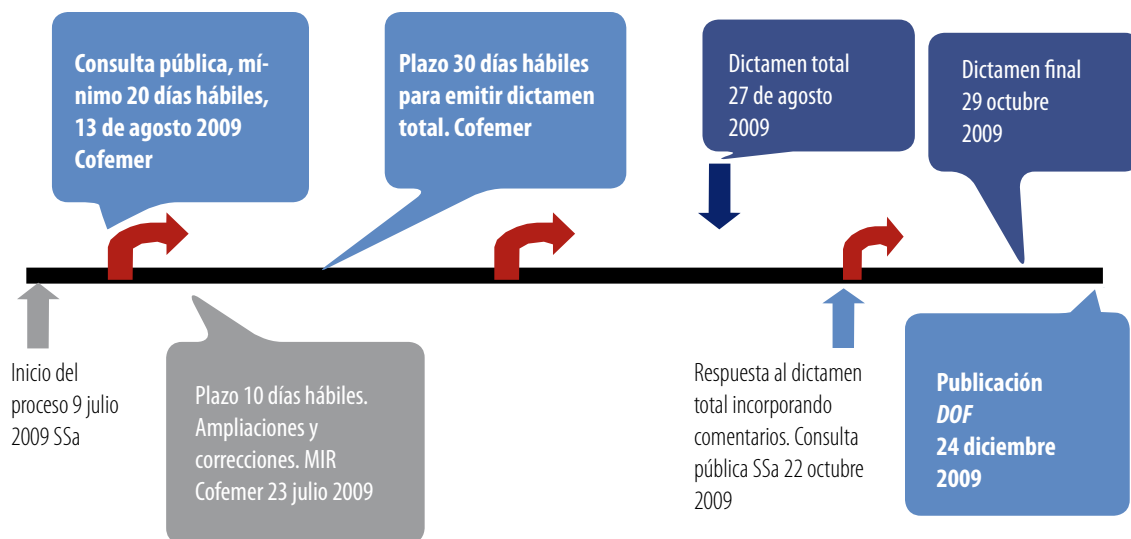 Consulta pública, mí-
nimo 20 días hábiles,
13 de agosto 2009
Cofemer
Plazo 30 días hábiles
para emitir dictamen
total. Cofemer
Dictamen total
27 de agosto
2009
Dictamen final
29 octubre
2009
Inicio del
proceso 9 julio
2009 SSa
Plazo 10 días hábiles.
Ampliaciones y
correcciones. MIR
Cofemer 23 julio 2009
Respuesta al dictamen
total incorporando
comentarios. Consulta
pública SSa 22 octubre
2009
Publicación
DOF
24 diciembre
2009